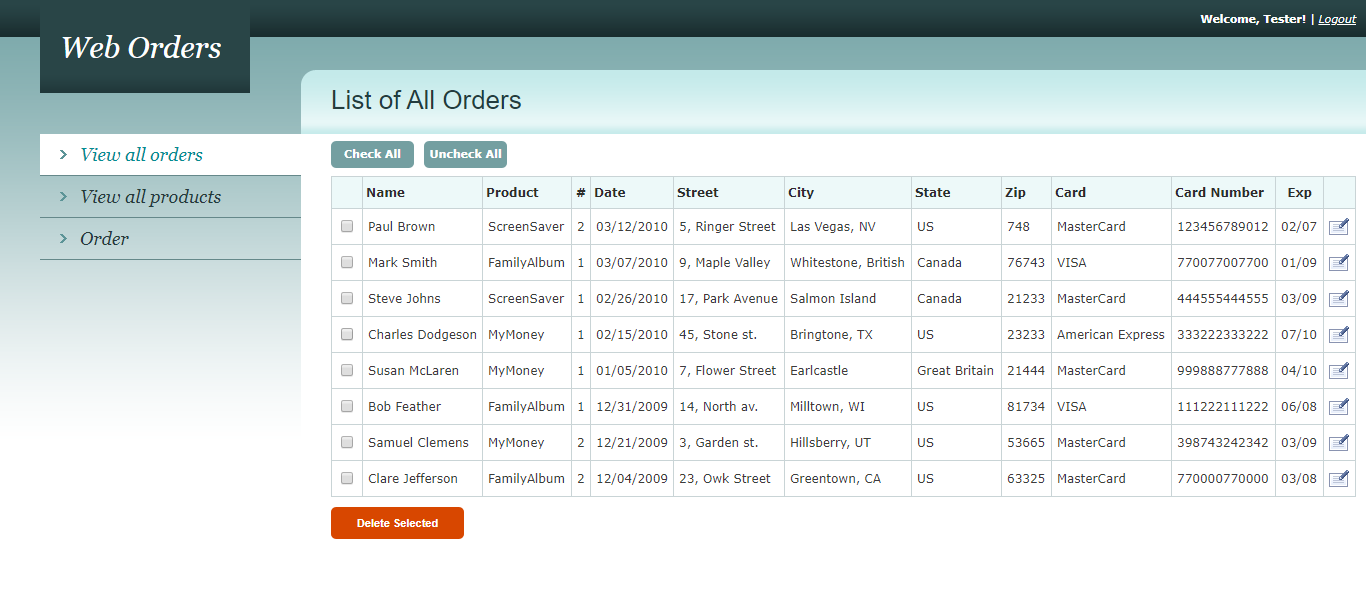 Welcome, Tester! | Logout
Web Orders
List of All Orders
View all orders
View all products
Order
Check All Uncheck All
Name Product # Date Street City State Zip Card Card Number Exp
Paul Brown ScreenSaver 2 03/12/2010 5, Ringer Street Las Vegas, NV US 748 MasterCard 123456789012 02/07
Mark Smith FamilyAlbum 1 03/07/2010 9, Maple Valley Whitestone, British Canada 76743 VISA 770077007700 01/09
Steve Johns ScreenSaver 1 02/26/2010 17, Park Avenue Salmon Island Canada 21233 MasterCard 444555444555 03/09
Charles Dodgeson MyMoney 1 02/15/2010 45, Stone st. Bringtone, TX US 23233 American Express 333222333222 07/10
Susan McLaren MyMoney 1 01/05/2010 7, Flower Street Earlcastle Great Britain 21444 MasterCard 999888777888 04/10
Bob Feather FamilyAlbum 1 12/31/2009 14, North av. Milltown, WI US 81734 VISA 111222111222 06/08
Samuel Clemens MyMoney 2 12/21/2009 3, Garden st. Hillsberry, UT US 53665 MasterCard 398743242342 03/09
Clare Jefferson FamilyAlbum 2 12/04/2009 23, Owk Street Greentown, CA US 63325 MasterCard 770000770000 03/08
Delete Selected